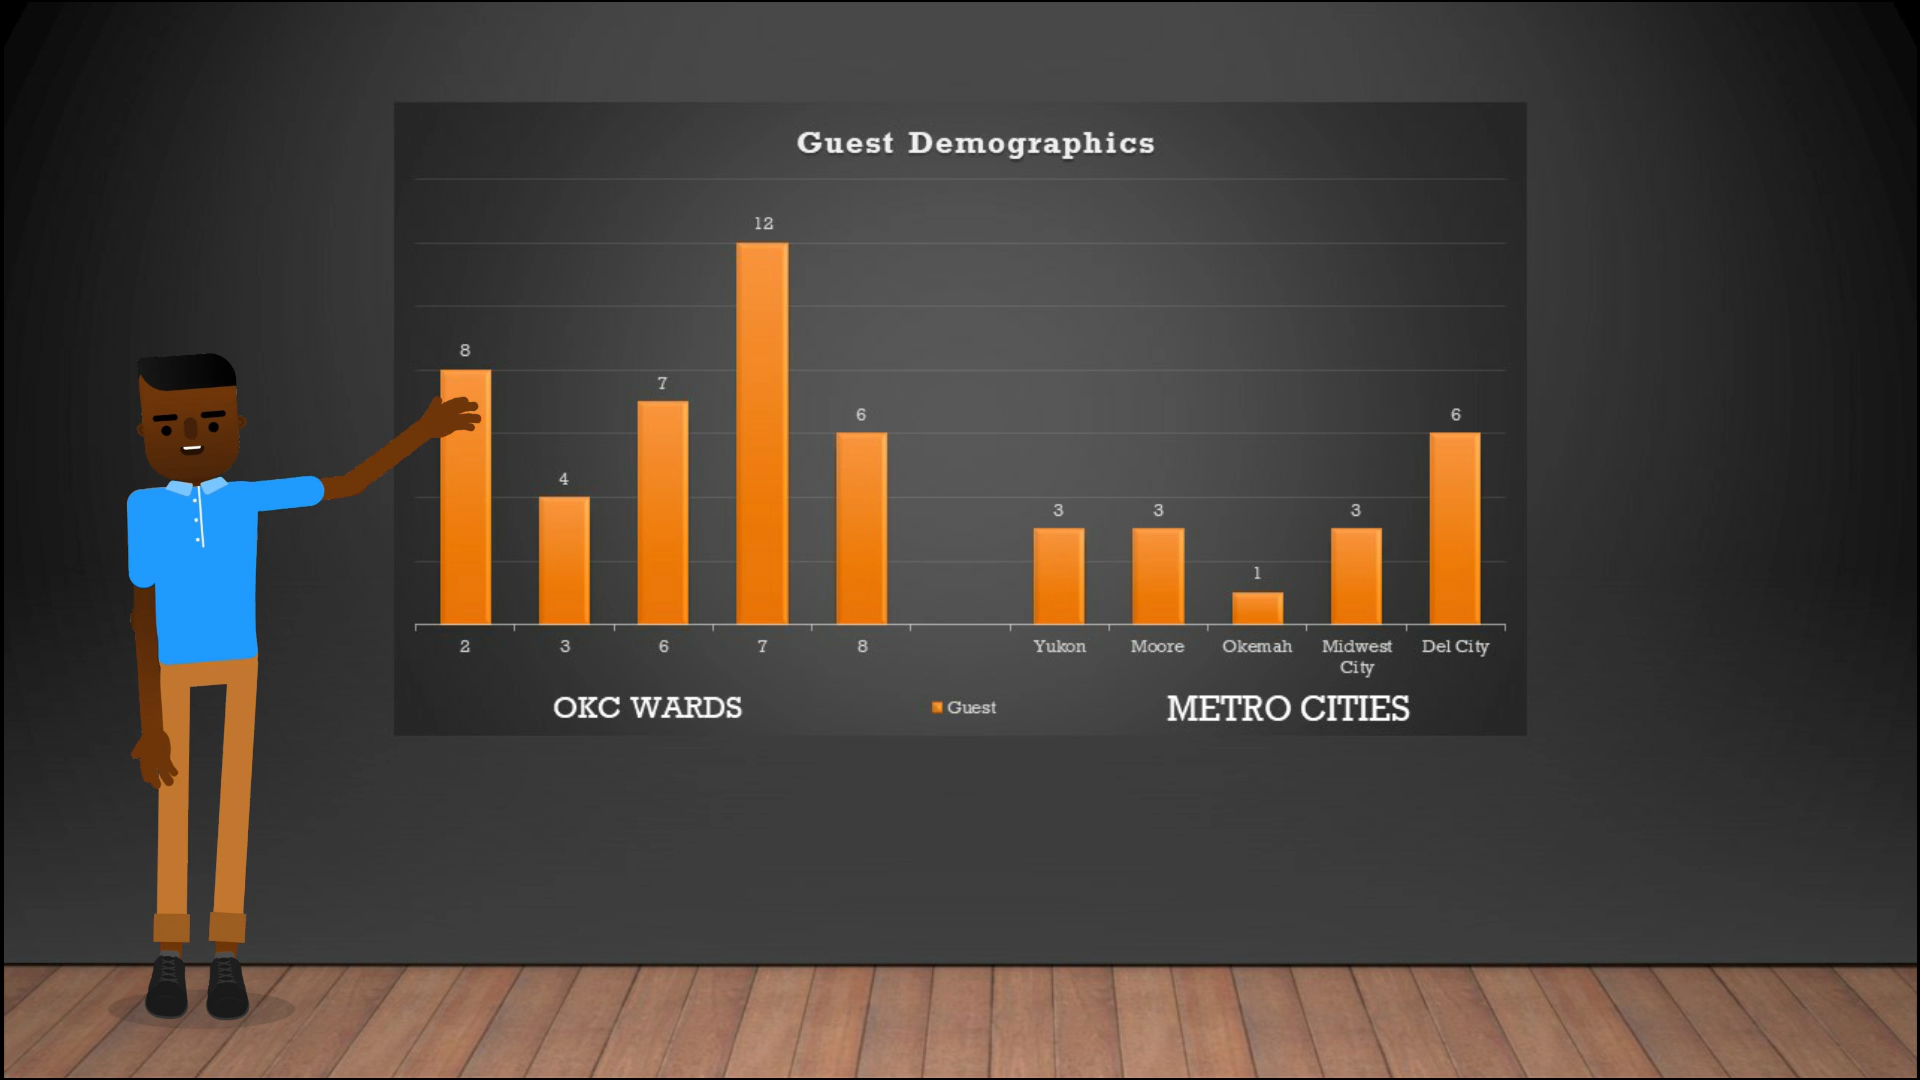 Guest Demographics
12
8
7
6
6
4
3
3
3
1
2
3
6
7
8
Yukon
Moore
Okemah
Midwest
City
Del City
OKC WARDS
Guest
METRO CITIES